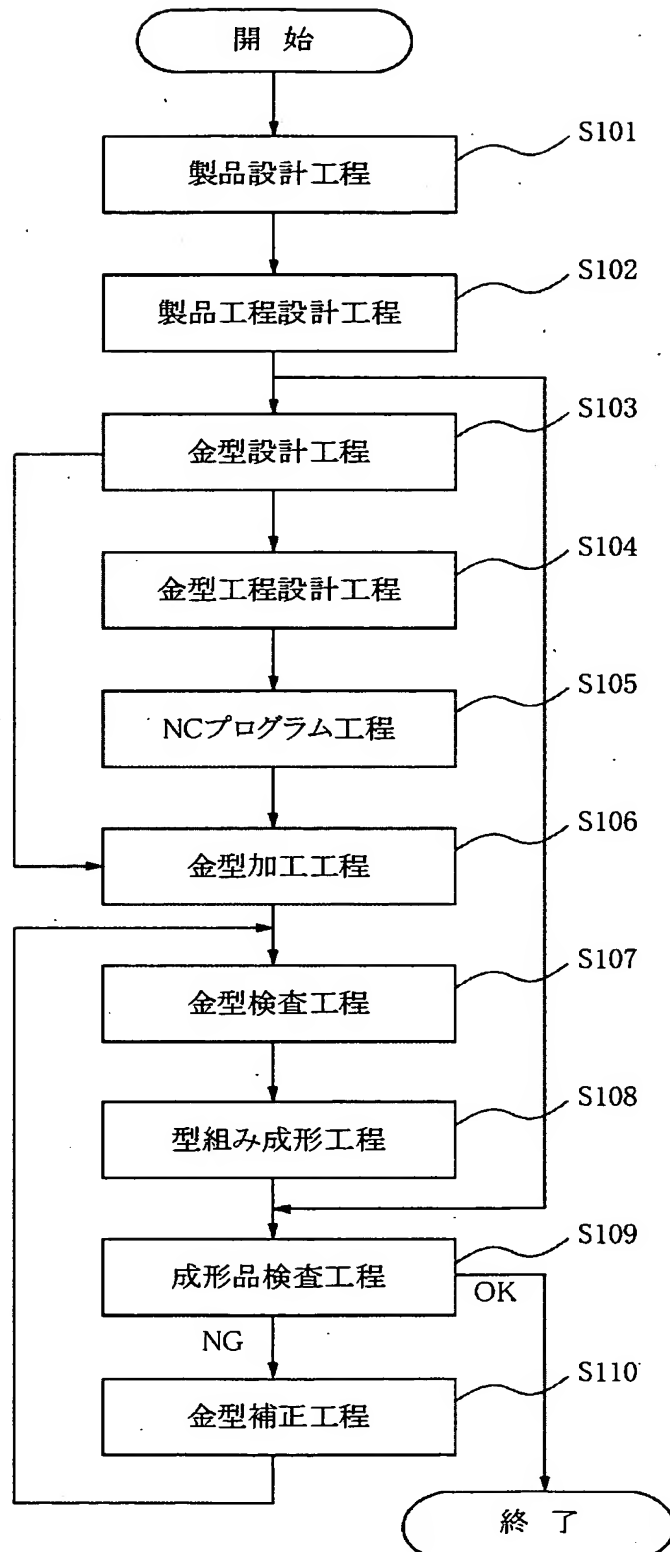 開 始
S101
製品設計工程
S102
製品工程設計工程
S103
金型設計工程
S104
金型工程設計工程
S105
NCプログラム工程
S106
金型加工工程
S107
金型検査工程
S108
型組み成形工程
S109
成形品検査工程
OK
NG
S110
金型補正工程
終 了